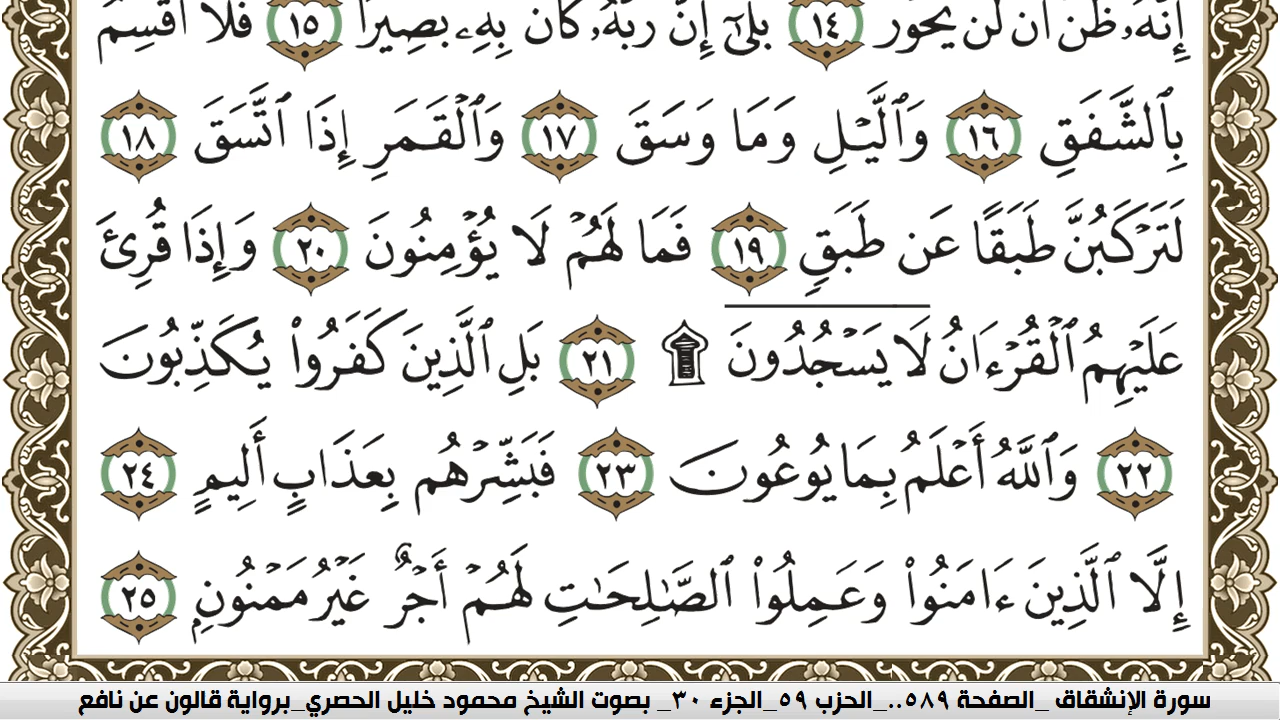 إِنَّهُۥ ظَنَّ أَن لَّن يَحُورَ ١٤ بَلَىٰٓ إِنَّ رَبَّهُۥ كَانَ بِهِۦ بَصِيرًا ١٥ فَلَا أُقْسِمُ
بِٱلشَّفَقِ ١٦ وَٱلَّيْلِ وَمَا وَسَقَ ١٧ وَٱلْقَمَرِ إِذَا ٱتَّسَقَ ١٨
لَتَرْكَبُنَّ طَبَقًا عَن طَبَقٍ ١٩ فَمَا لَهُمْ لَا يُؤْمِنُونَ ٢٠ وَإِذَا قُرِئَ
عَلَيْهِمُ ٱلْقُرْءَانُ لَا يَسْجُدُونَ ۩ ٢١ بَلِ ٱلَّذِينَ كَفَرُوا۟ يُكَذِّبُونَ
٢٢ وَٱللَّهُ أَعْلَمُ بِمَا يُوعُونَ ٢٣ فَبَشِّرْهُم بِعَذَابٍ أَلِيمٍ ٢٤
إِلَّا ٱلَّذِينَ ءَامَنُوا۟ وَعَمِلُوا۟ ٱلصَّٰلِحَٰتِ لَهُمْ أَجْرٌ غَيْرُ مَمْنُونٍ ٢٥
سورة الإنشقاق _الصفحة ٥٨٩.._الحزب ٥٩_الجزء ٣٠_ بصوت الشيخ محمود خليل الحصري_برواية قالون عن نافع